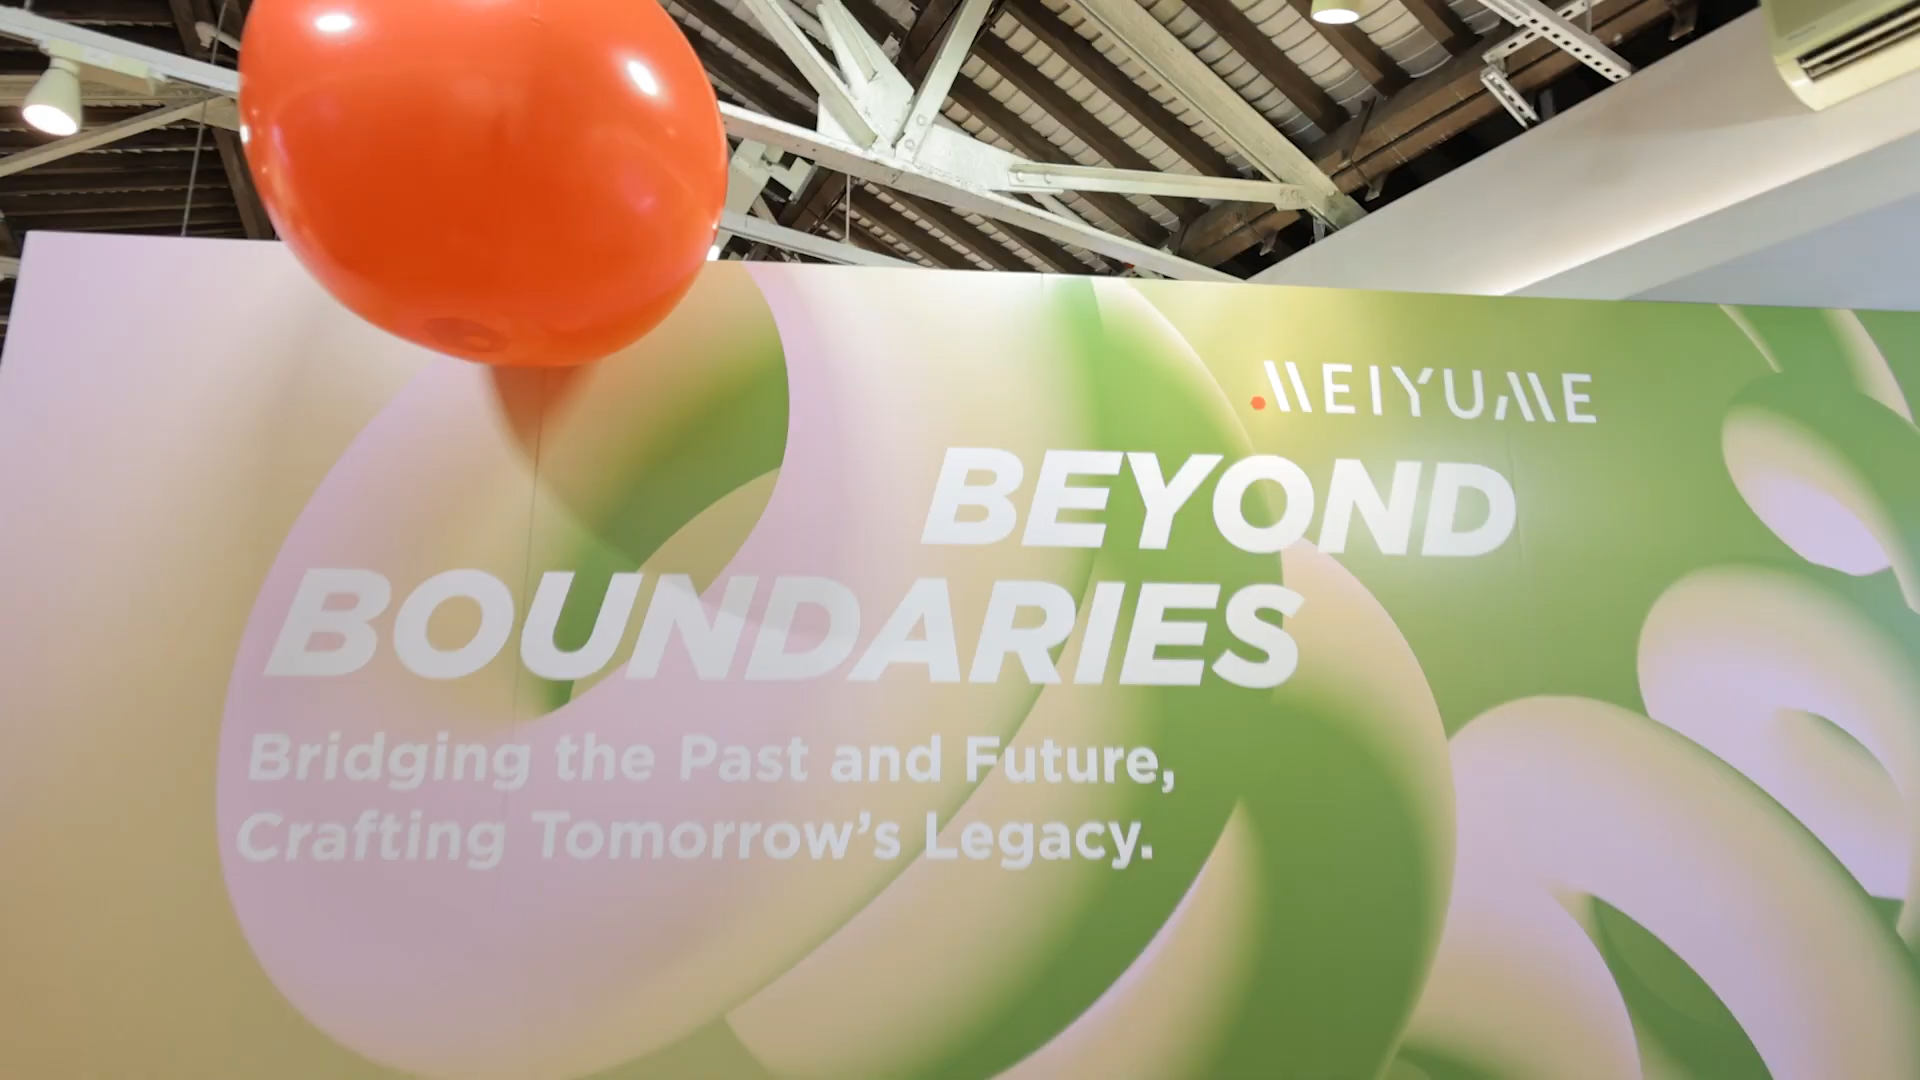 MEIYUME
BEYOND
BOUNDARIES
Bridging the Past and Future,
Crafting Tomorrow’s Legacy.